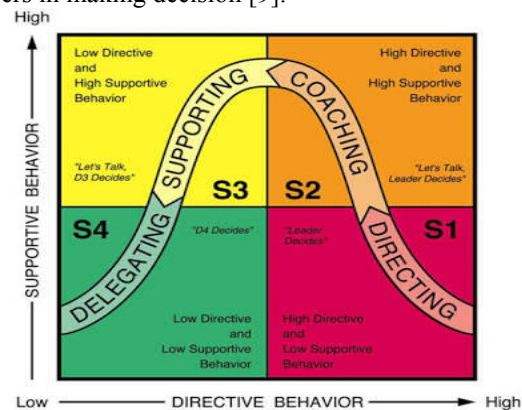 ers in making decision [9].
High
Low Directive
and
High Supportive
Behavior
High Directive
and
High Supportive
Behavior
SUPPORTING
COACHING
"Let's Talk,
D3 Decides"
"Let's Talk,
Leader Decides"
S3
S2
SUPPORTIVE BEHAVIOR
S4
"D4 Decides"
"Leader
Decides"
S1
DELEGATING
DIRECTING
Low Directive
and
Low Supportive
Behavior
High Directive
and
Low Supportive
Behavior
Low
DIRECTIVE BEHAVIOR
High